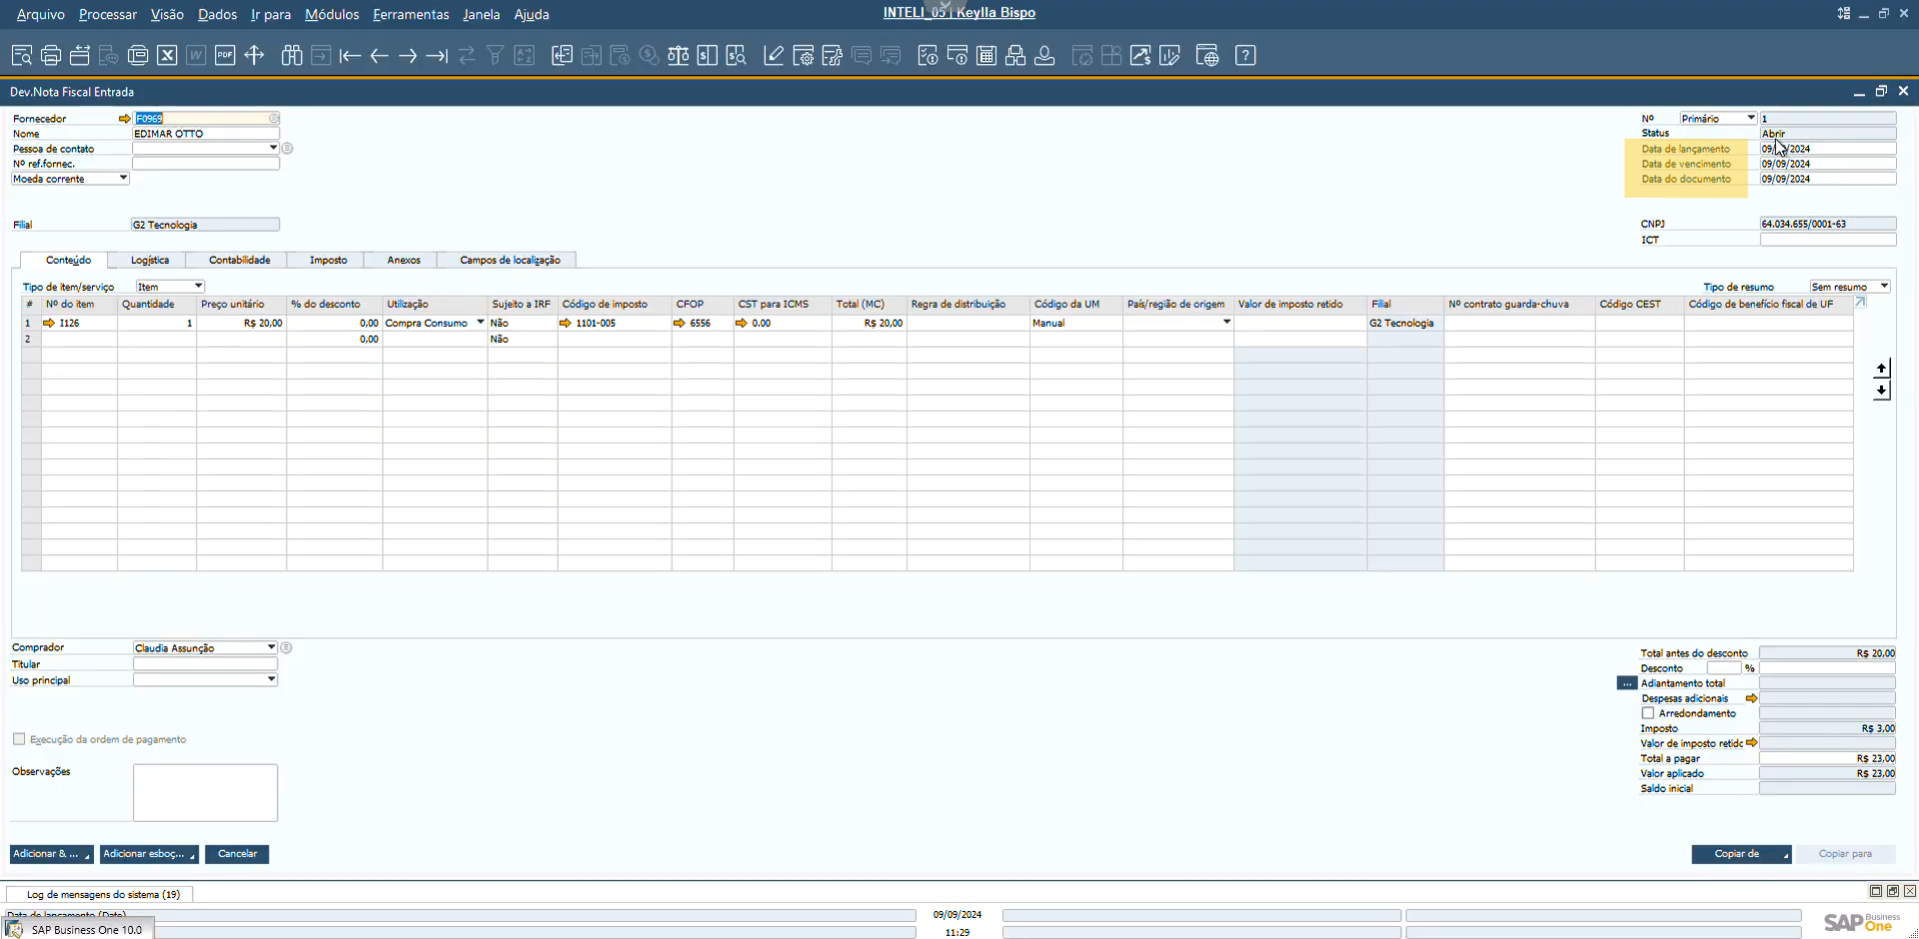 Arquivo Processar Visão Dados Ir para Módulos Ferramentas Janela Ajuda
INTELI_05 | Keylla Bispo
Dev.Nota Fiscal Entrada
Fornecedor F0969
Nome EDIMAR OTTO
Pessoa de contato
Nº ref.fornec.
Moeda corrente
Filial G2 Tecnologia
Nº Primário 1
Status Abrir
Data de lançamento 09/09/2024
Data de vencimento 09/09/2024
Data do documento 09/09/2024
CNPJ 64.034.655/0001-63
ICT
Conteúdo Logística Contabilidade Imposto Anexos Campos de localização
Tipo de item/serviço Item Tipo de resumo Sem resumo
# Nº do item Quantidade Preço unitário % do desconto Utilização Sujeito a IRF Código de imposto CFOP CST para ICMS Total (MC) Regra de distribuição Código da UM País/região de origem Valor de imposto retido Filial Nº contrato guarda-chuva Código CEST Código de benefício fiscal de UF
1 I126 1 R$ 20,00 0,00 Compra Consumo Não 1101-005 6556 0.00 R$ 20,00 Manual G2 Tecnologia
2 0,00 Não
Comprador Claudia Assunção
Titular
Uso principal
Execução da ordem de pagamento
Observações
Total antes do desconto R$ 20,00
Desconto %
... Adiantamento total
Despesas adicionais
Arredondamento
Imposto R$ 3,00
Valor de imposto retidc
Total a pagar R$ 23,00
Valor aplicado R$ 23,00
Saldo inicial
Adicionar & ... Adicionar esboç... Cancelar Copiar de Copiar para
Log de mensagens do sistema (19)
Data de lançamento (Date) 09/09/2024
SAP Business One 10.0 11:29
SAP Business One